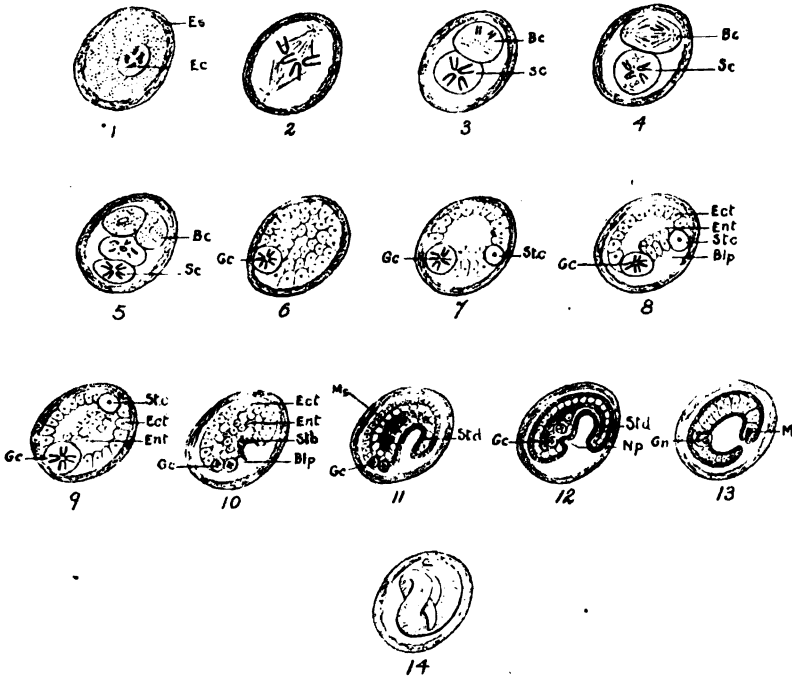 Es
Ec
1
2
Bc
Sc
3
Bc
Sc
4
Bc
Sc
5
Gc
6
Gc
Stc
7
Ect
Ent
Stc
Gc
Blp
8
Stc
Ect
Ent
Gc
9
Ect
Ent
Stb
Gc
Blp
10
Ms
Std
Gc
11
Std
Gc
Np
12
Gn
M
13
14